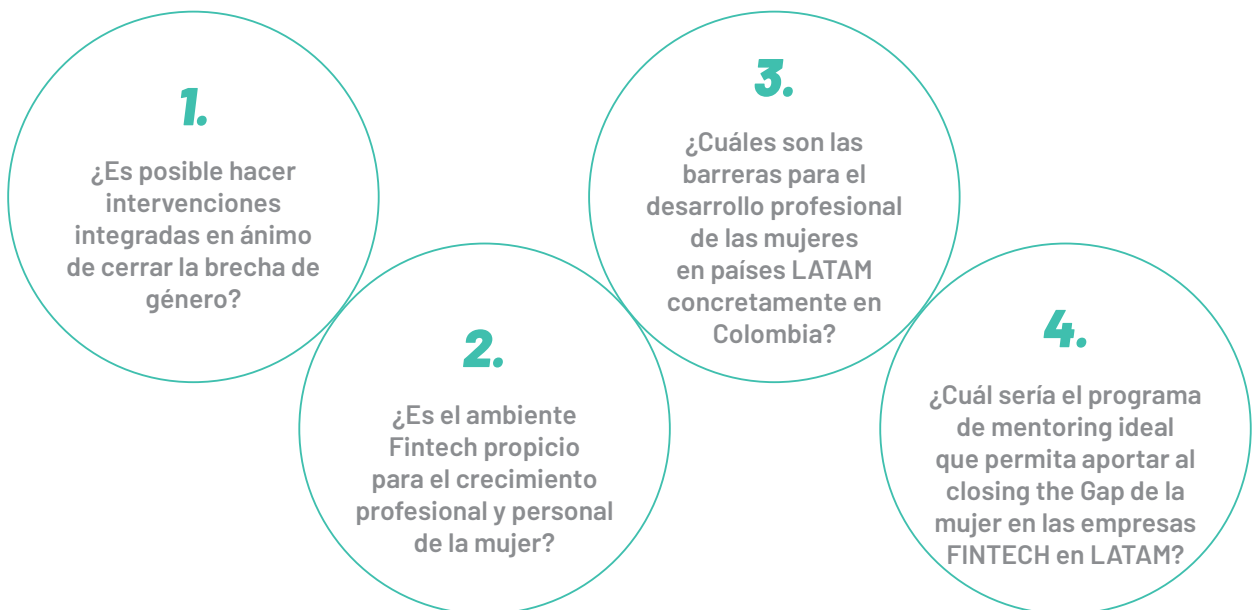 1.
¿Es posible hacer
intervenciones
integradas en ánimo
de cerrar la brecha de
género?
2.
¿Es el ambiente
Fintech propicio
para el crecimiento
profesional y personal
de la mujer?
3.
¿Cuáles son las
barreras para el
desarrollo profesional
de las mujeres
en países LATAM
concretamente en
Colombia?
4.
¿Cuál sería el programa
de mentoring ideal
que permita aportar al
closing the Gap de la
mujer en las empresas
FINTECH en LATAM?